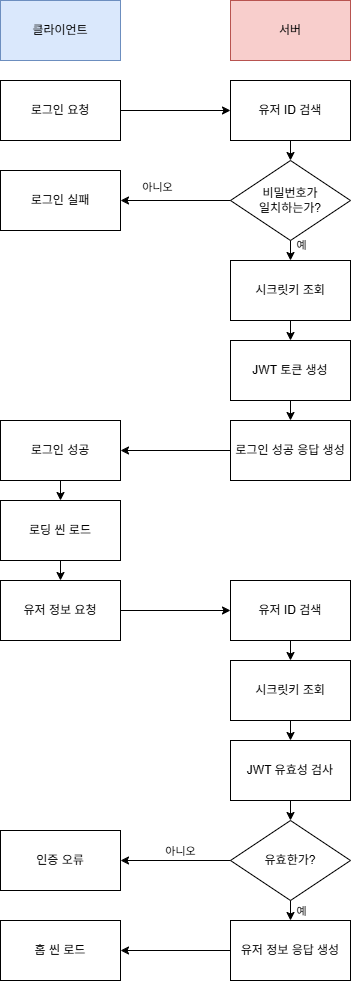 클라이언트
서버
로그인 요청
유저 ID 검색
로그인 실패
아니오
비밀번호가
일치하는가?
예
시크릿키 조회
JWT 토큰 생성
로그인 성공
로그인 성공 응답 생성
로딩 씬 로드
유저 정보 요청
유저 ID 검색
시크릿키 조회
JWT 유효성 검사
인증 오류
아니오
유효한가?
예
홈 씬 로드
유저 정보 응답 생성